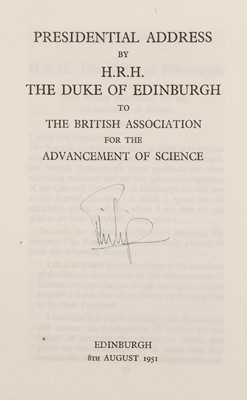 PRESIDENTIAL ADDRESS
BY
H.R.H.
THE DUKE OF EDINBURGH
TO
THE BRITISH ASSOCIATION
FOR THE
ADVANCEMENT OF SCIENCE
Philip
EDINBURGH
8TH AUGUST 1951